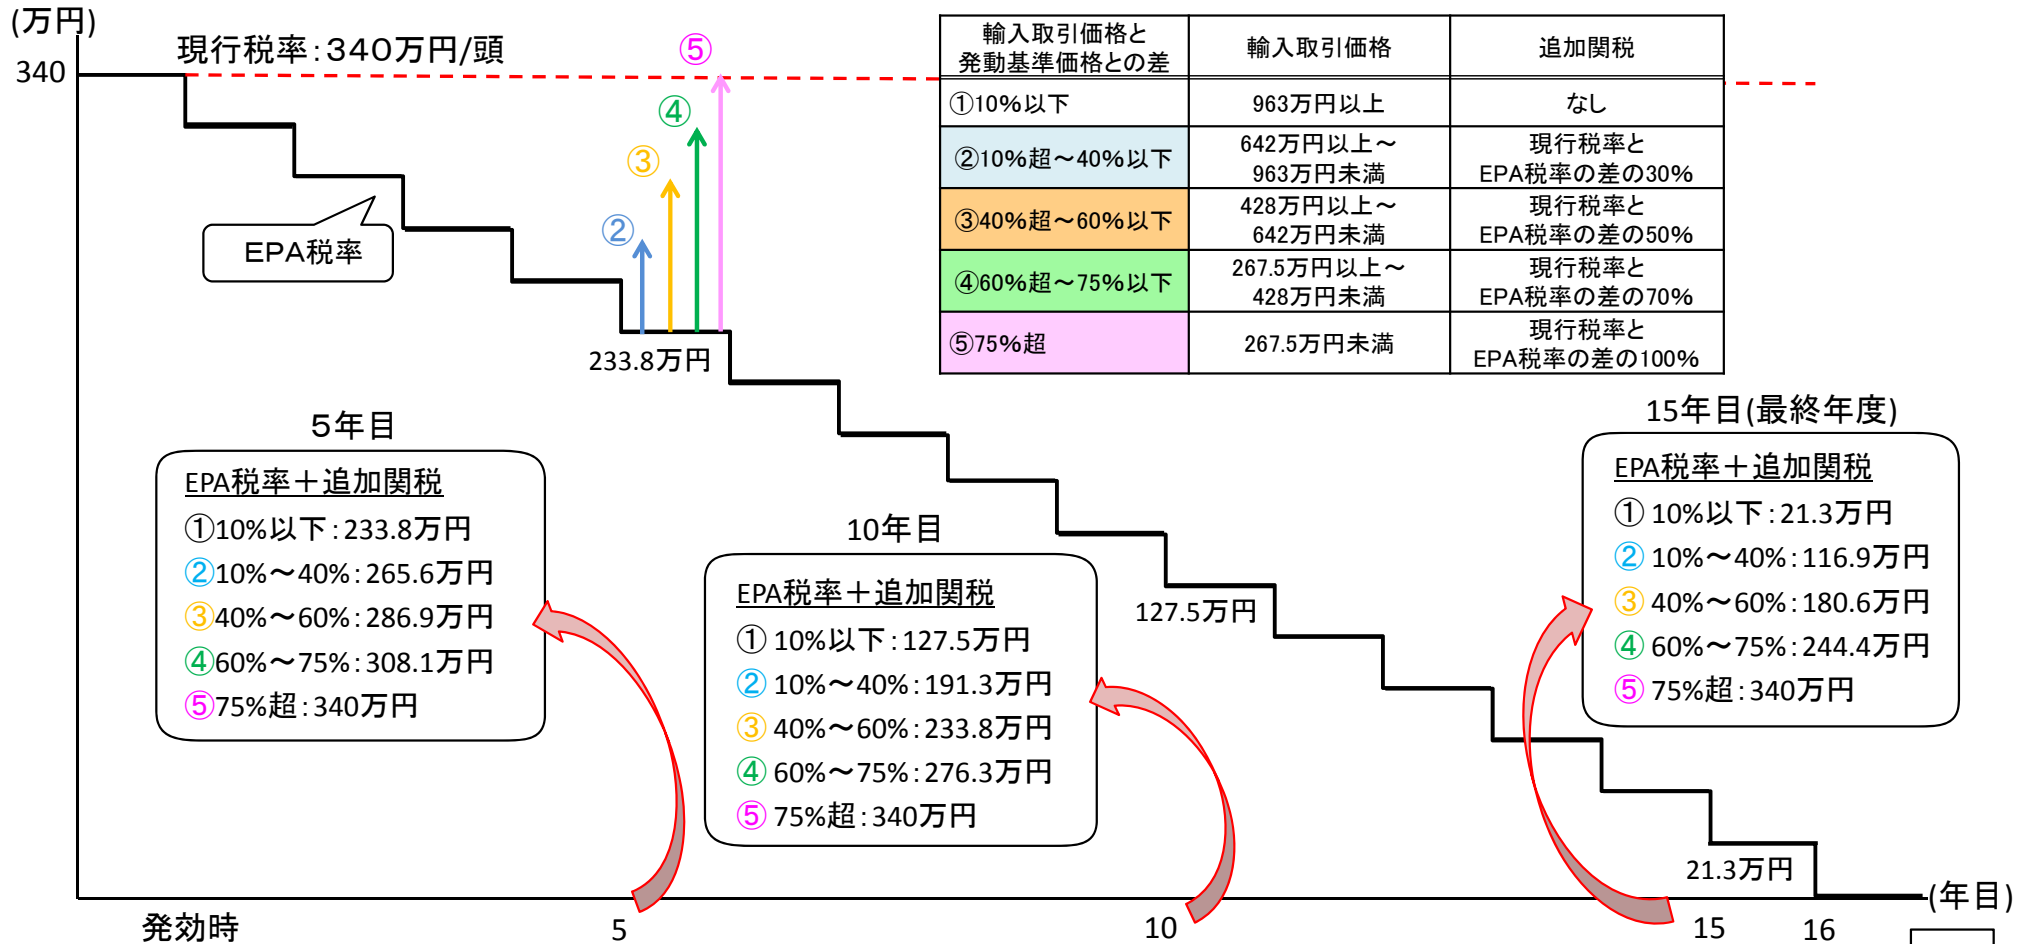 (万円)
340
現行税率：340万円/頭
EPA税率
②
③
④
⑤
233.8万円
輸入取引価格と
発動基準価格との差
輸入取引価格
追加関税
①10%以下
963万円以上
なし
②10%超～40%以下
642万円以上～
963万円未満
現行税率と
EPA税率の差の30%
③40%超～60%以下
428万円以上～
642万円未満
現行税率と
EPA税率の差の50%
④60%超～75%以下
267.5万円以上～
428万円未満
現行税率と
EPA税率の差の70%
⑤75%超
267.5万円未満
現行税率と
EPA税率の差の100%
5年目
EPA税率＋追加関税
①10%以下：233.8万円
②10%～40%：265.6万円
③40%～60%：286.9万円
④60%～75%：308.1万円
⑤75%超：340万円
10年目
EPA税率＋追加関税
① 10%以下：127.5万円
② 10%～40%：191.3万円
③ 40%～60%：233.8万円
④ 60%～75%：276.3万円
⑤ 75%超：340万円
127.5万円
15年目(最終年度)
EPA税率＋追加関税
① 10%以下：21.3万円
② 10%～40%：116.9万円
③ 40%～60%：180.6万円
④ 60%～75%：244.4万円
⑤ 75%超：340万円
21.3万円
発効時
5
10
15
16
(年目)